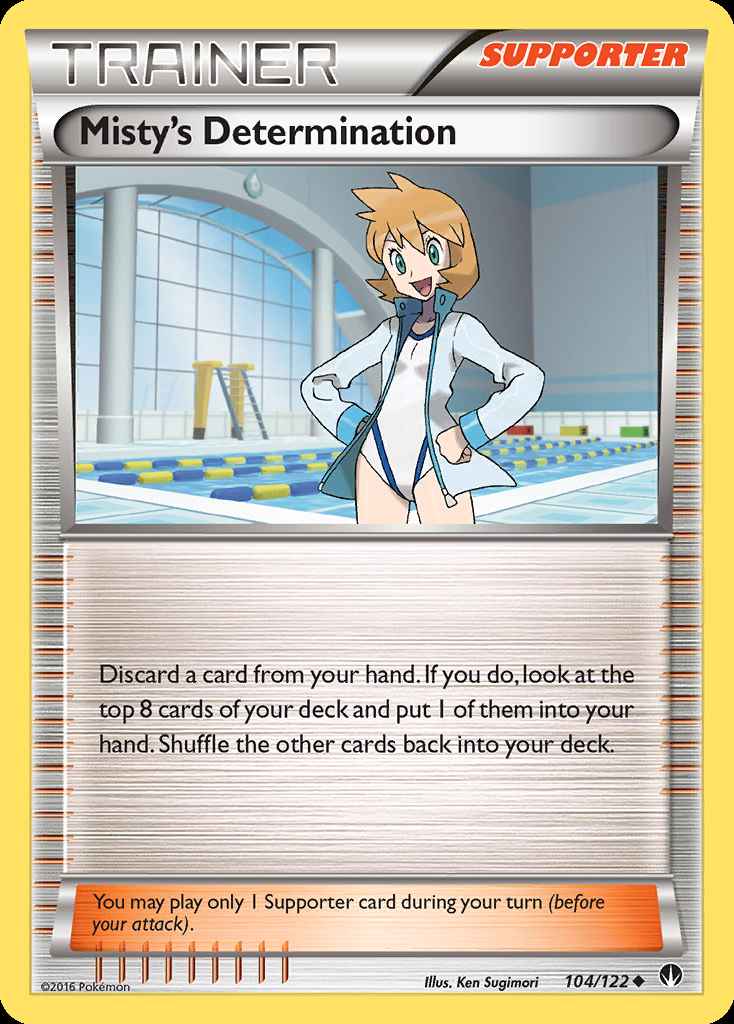 TRAINER
SUPPORTER
Misty's Determination
Discard a card from your hand. If you do, look at the
top 8 cards of your deck and put 1 of them into your
hand. Shuffle the other cards back into your deck.
You may play only 1 Supporter card during your turn (before
your attack).
©2016 Pokémon
Illus. Ken Sugimori
104/122